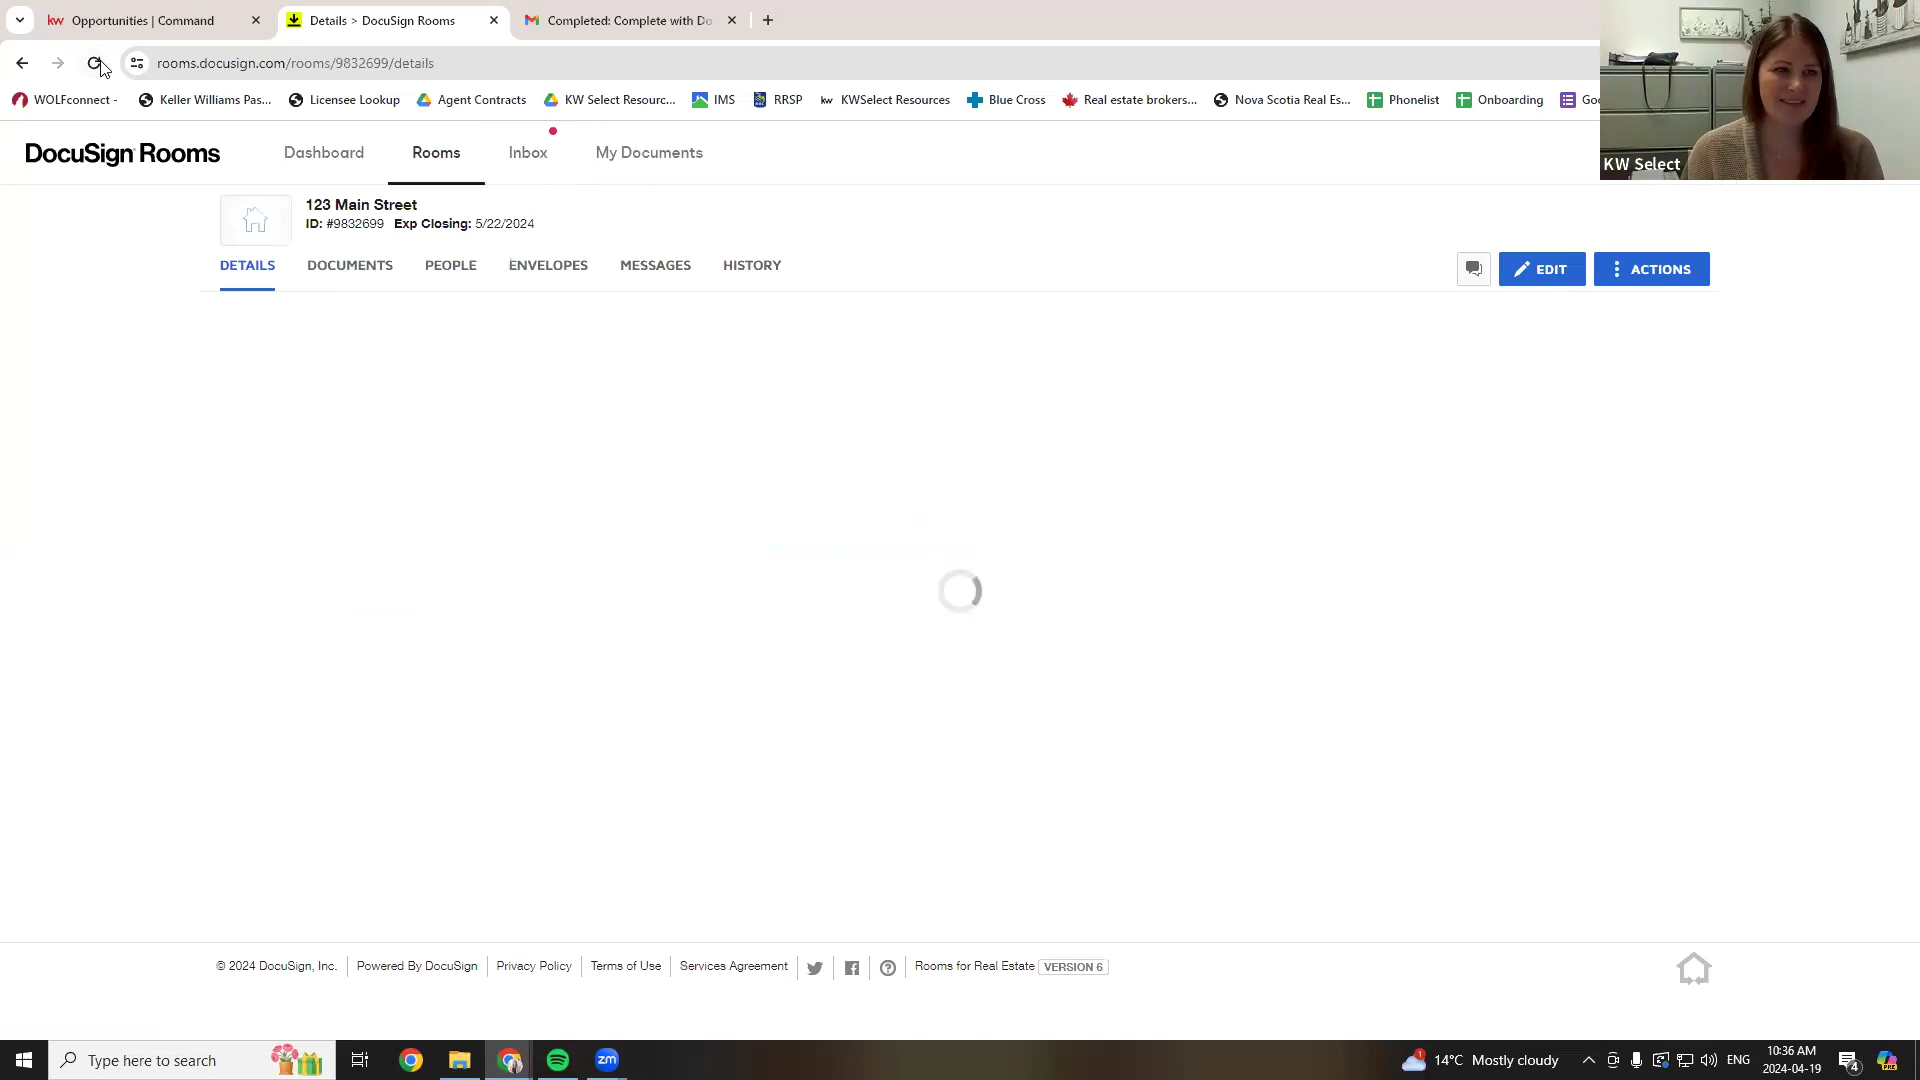 Opportunities | Command
Details > DocuSign Rooms
Completed: Complete with Do
rooms.docusign.com/rooms/9832699/details
WOLFconnect -
Keller Williams Pas...
Licensee Lookup
Agent Contracts
KW Select Resourc...
IMS
RRSP
KWSelect Resources
Blue Cross
Real estate brokers...
Nova Scotia Real Es...
Phonelist
Onboarding
Goo
KW Select
DocuSign Rooms
Dashboard
Rooms
Inbox
My Documents
123 Main Street
ID: #9832699 Exp Closing: 5/22/2024
DETAILS
DOCUMENTS
PEOPLE
ENVELOPES
MESSAGES
HISTORY
EDIT
ACTIONS
© 2024 DocuSign, Inc.
Powered By DocuSign
Privacy Policy
Terms of Use
Services Agreement
Rooms for Real Estate VERSION 6
Type here to search
zm
1
14°C Mostly cloudy
ENG
10:36 AM
2024-04-19
4
PRE